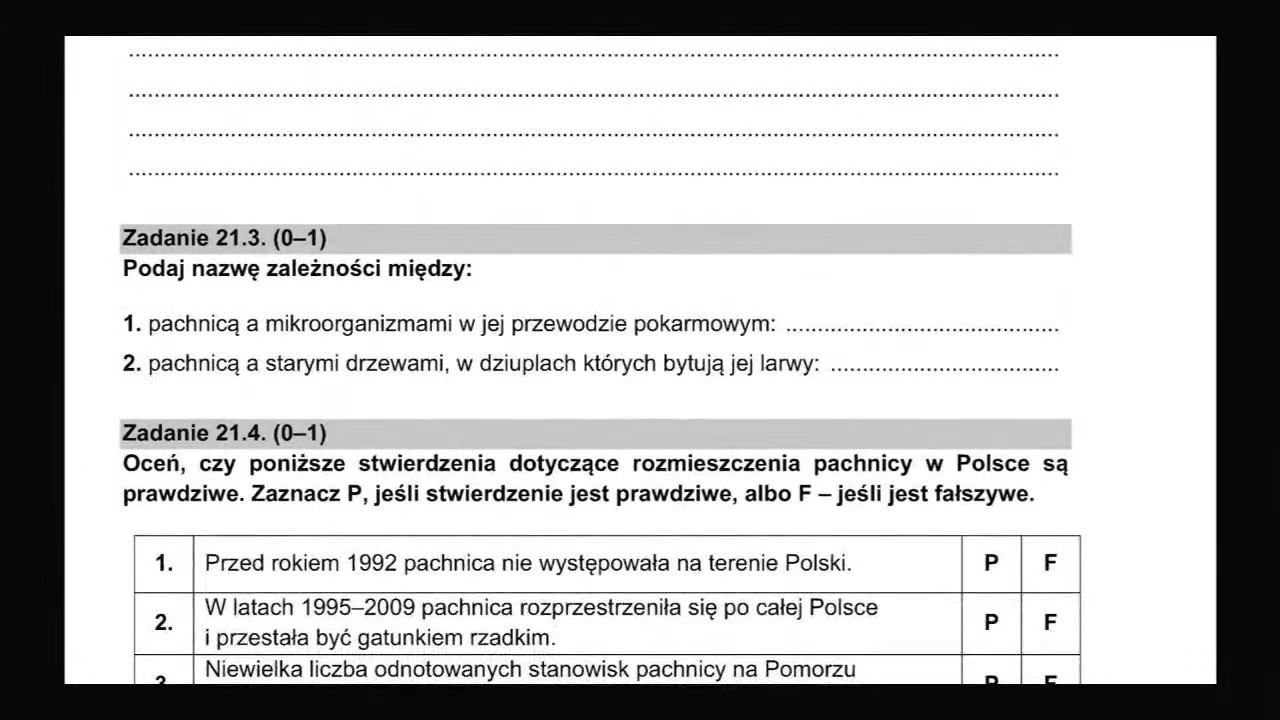 Zadanie 21.3. (0–1)
Podaj nazwę zależności między:
1. pachnicą a mikroorganizmami w jej przewodzie pokarmowym: ............................................
2. pachnicą a starymi drzewami, w dziuplach których bytują jej larwy: .....................................
Zadanie 21.4. (0–1)
Oceń, czy poniższe stwierdzenia dotyczące rozmieszczenia pachnicy w Polsce są
prawdziwe. Zaznacz P, jeśli stwierdzenie jest prawdziwe, albo F – jeśli jest fałszywe.
1. Przed rokiem 1992 pachnica nie występowała na terenie Polski. P F
2. W latach 1995–2009 pachnica rozprzestrzeniła się po całej Polsce P F
i przestała być gatunkiem rzadkim.
3. Niewielka liczba odnotowanych stanowisk pachnicy na Pomorzu P F